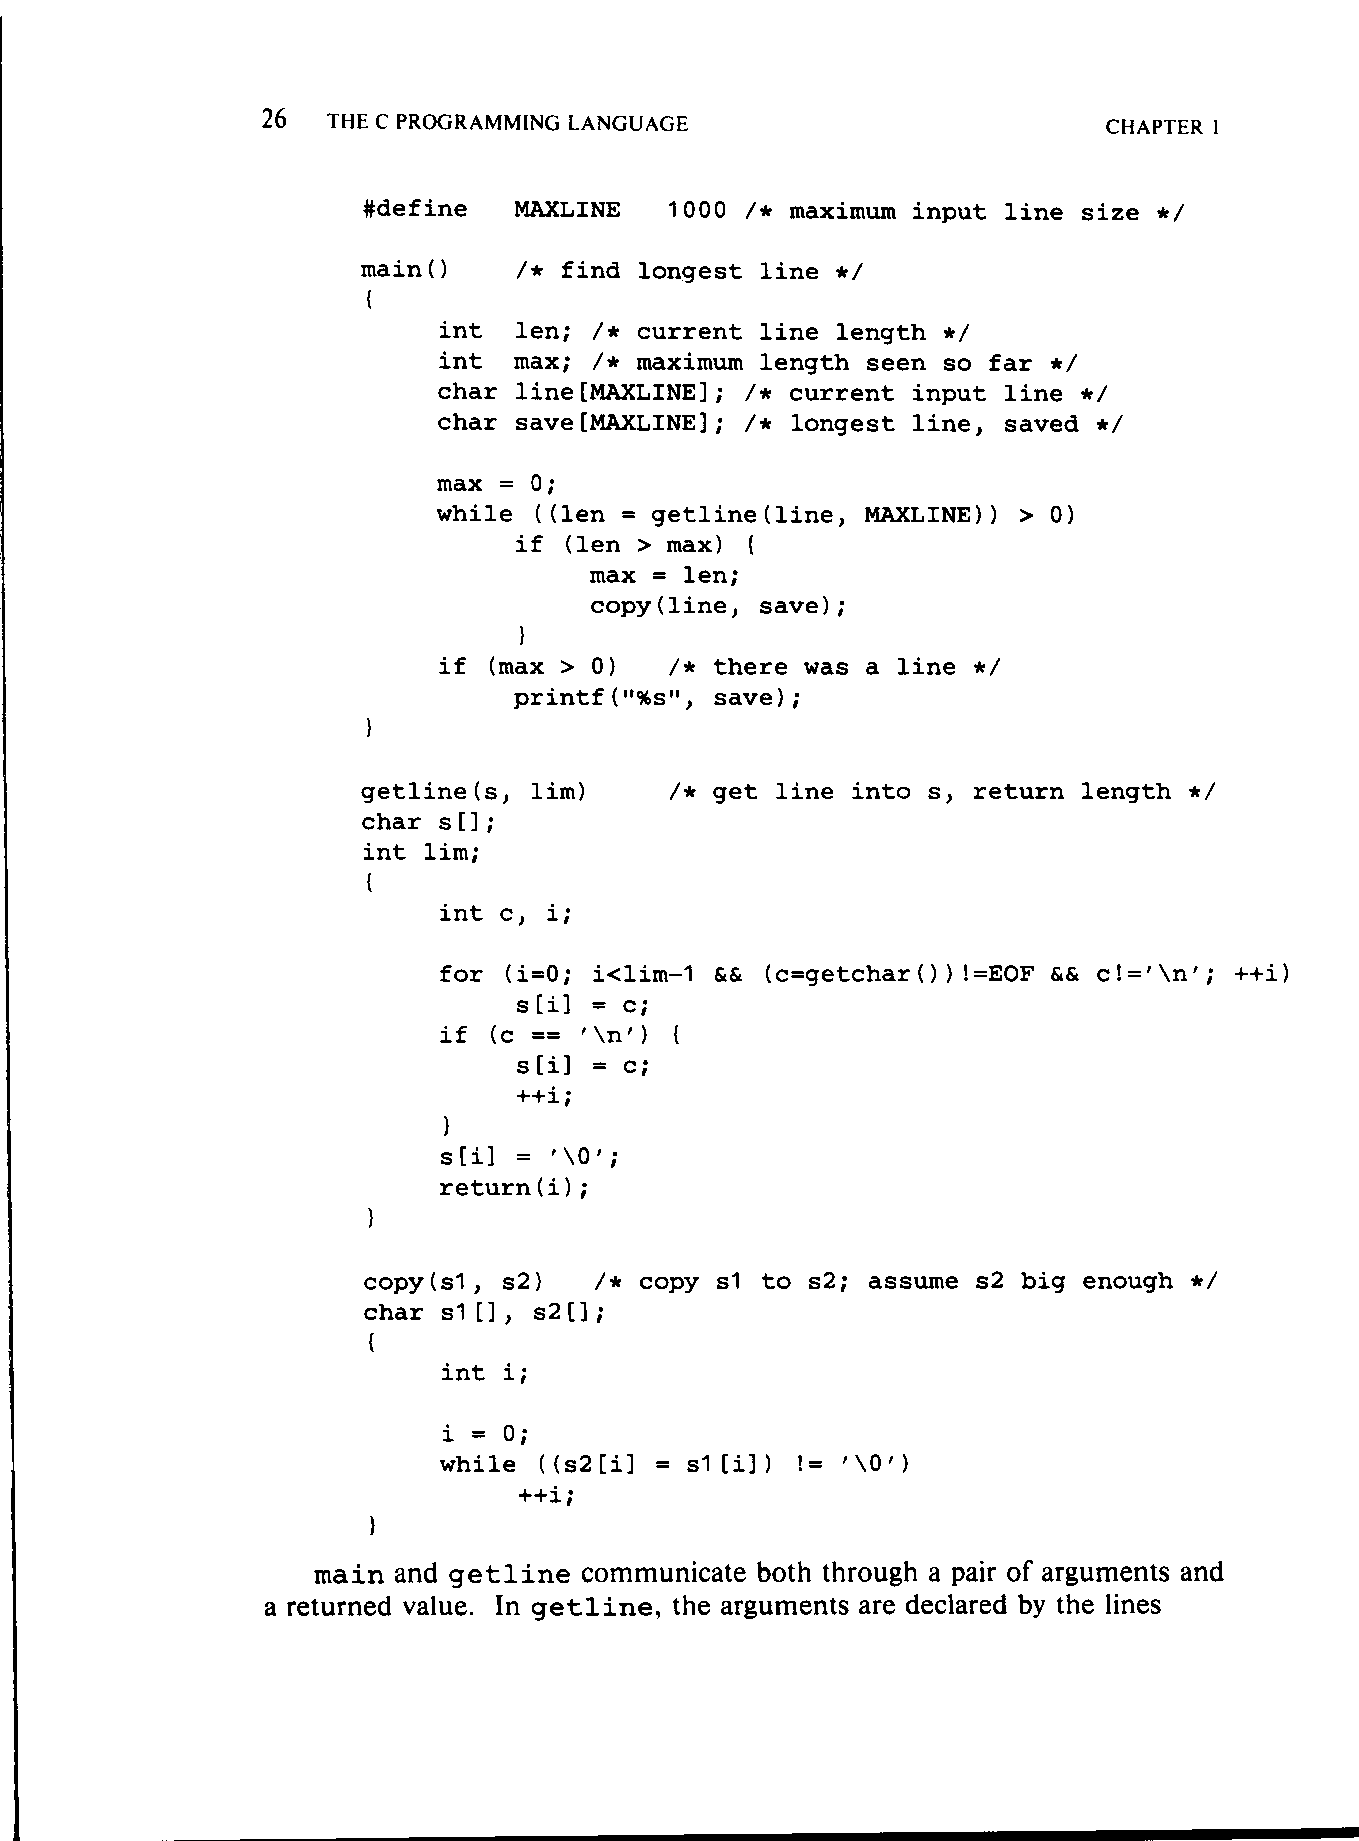 26 THE C PROGRAMMING LANGUAGE CHAPTER 1
#define MAXLINE 1000 /* maximum input line size */
main() /* find longest line */
{
int len; /* current line length */
int max; /* maximum length seen so far */
char line[MAXLINE]; /* current input line */
char save[MAXLINE]; /* longest line, saved */
max = 0;
while ((len = getline(line, MAXLINE)) > 0)
if (len > max) {
max = len;
copy(line, save);
}
if (max > 0) /* there was a line */
printf("%s", save);
}
getline(s, lim) /* get line into s, return length */
char s[];
int lim;
{
int c, i;
for (i=0; i<lim-1 && (c=getchar())!=EOF && c!='\n'; ++i)
s[i] = c;
if (c == '\n') {
s[i] = c;
++i;
}
s[i] = '\0';
return(i);
}
copy(s1, s2) /* copy s1 to s2; assume s2 big enough */
char s1[], s2[];
{
int i;
i = 0;
while ((s2[i] = s1[i]) != '\0')
++i;
}
main and getline communicate both through a pair of arguments and
a returned value. In getline, the arguments are declared by the lines